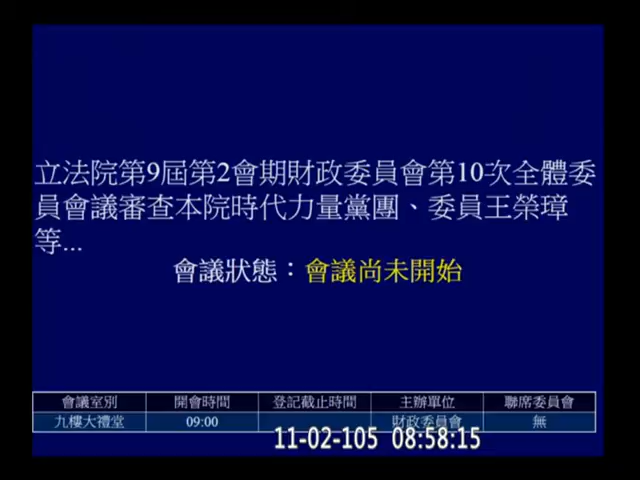 立法院第9屆第2會期財政委員會第10次全體委
員會議審查本院時代力量黨團、委員王榮璋
等...
會議狀態：會議尚未開始
會議室別 開會時間 登記截止時間 主辦單位 聯席委員會
九樓大禮堂 09:00 財政委員會 無
11-02-105 08:58:15